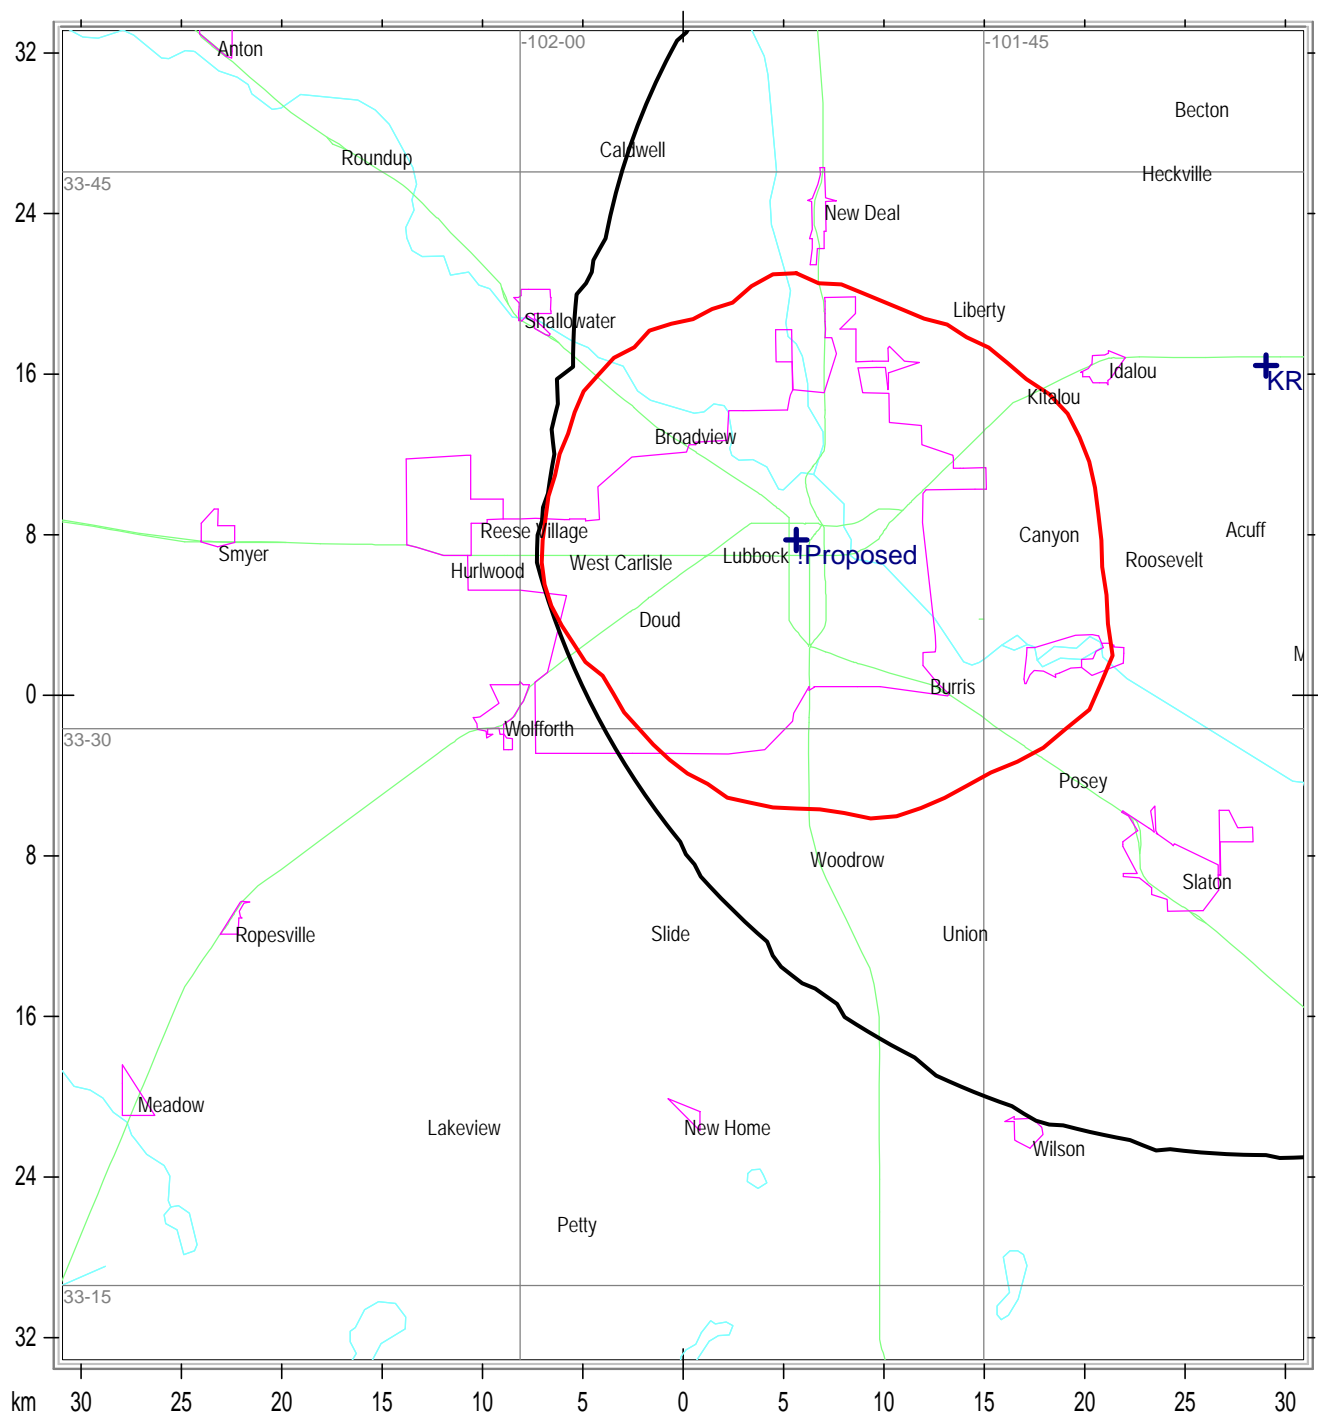 32
Anton
-102-00
-101-45
Becton
Caldwell
Roundup
Heckville
33-45
24
New Deal
Liberty
Shallowater
16
Idalou
KR
Kitalou
Broadview
8
Reese Village
Canyon
Acuff
Smyer
Lubbock
!Proposed
West Carlisle
Roosevelt
Hurlwood
Doud
M
0
Burris
Wolfforth
33-30
Posey
8
Woodrow
Slaton
Ropesville
Slide
Union
16
Meadow
Lakeview
New Home
Wilson
24
Petty
33-15
32
km 30 25 20 15 10 5 0 5 10 15 20 25 30